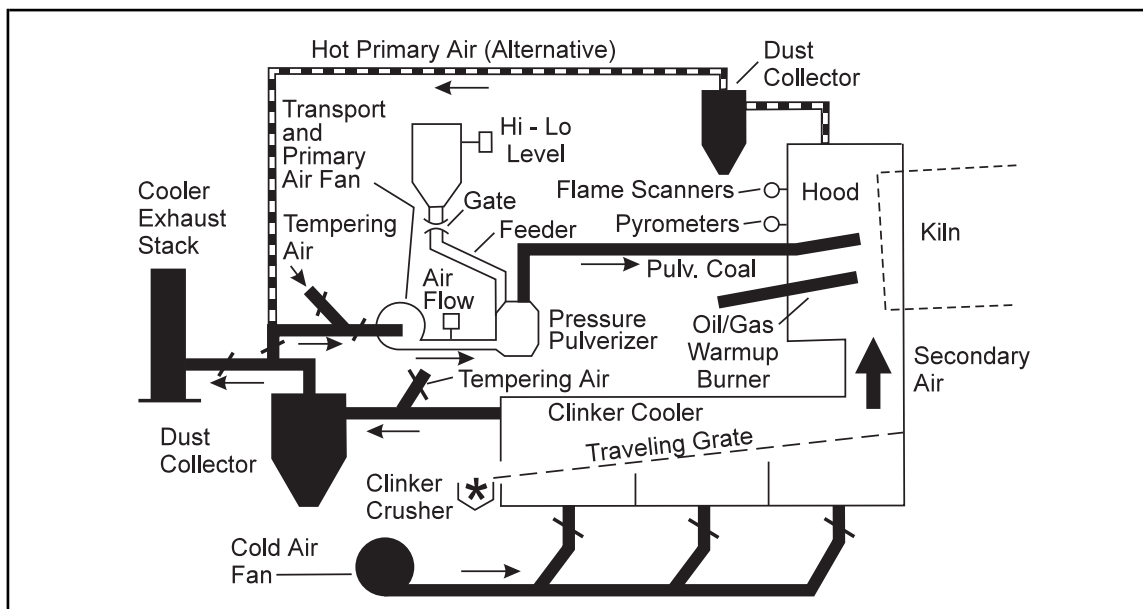 Hot Primary Air (Alternative)
Dust
Collector
Transport
and
Primary
Air Fan
Hi - Lo
Level
Cooler
Exhaust
Stack
Flame Scanners
Hood
Gate
Tempering
Air
Pyrometers
Feeder
Kiln
Pulv. Coal
Air
Flow
Pressure
Pulverizer
Oil/Gas
Warmup
Burner
Secondary
Air
Tempering Air
Clinker Cooler
Dust
Collector
Traveling Grate
Clinker
Crusher
Cold Air
Fan